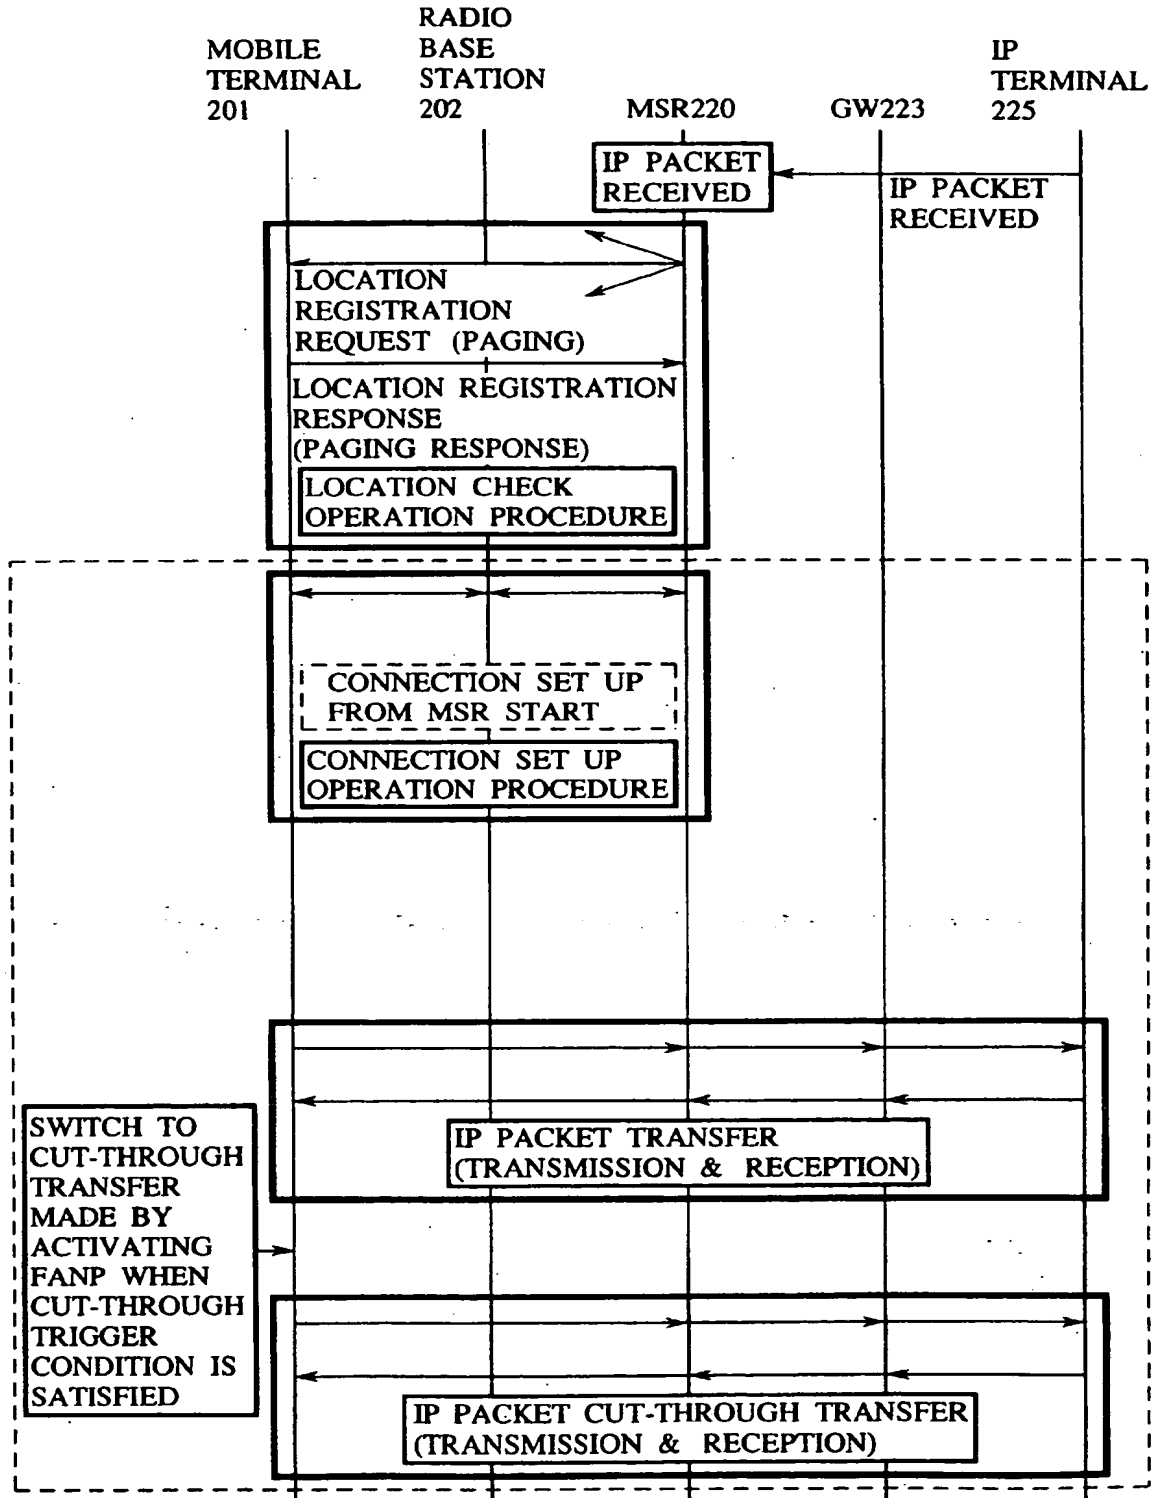 MOBILE
TERMINAL
201
RADIO
BASE
STATION
202
MSR220
GW223
IP
TERMINAL
225
IP PACKET
RECEIVED
IP PACKET
RECEIVED
LOCATION
REGISTRATION
REQUEST (PAGING)
LOCATION REGISTRATION
RESPONSE
(PAGING RESPONSE)
LOCATION CHECK
OPERATION PROCEDURE
CONNECTION SET UP
FROM MSR START
CONNECTION SET UP
OPERATION PROCEDURE
IP PACKET TRANSFER
(TRANSMISSION & RECEPTION)
SWITCH TO
CUT-THROUGH
TRANSFER
MADE BY
ACTIVATING
FANP WHEN
CUT-THROUGH
TRIGGER
CONDITION IS
SATISFIED
IP PACKET CUT-THROUGH TRANSFER
(TRANSMISSION & RECEPTION)